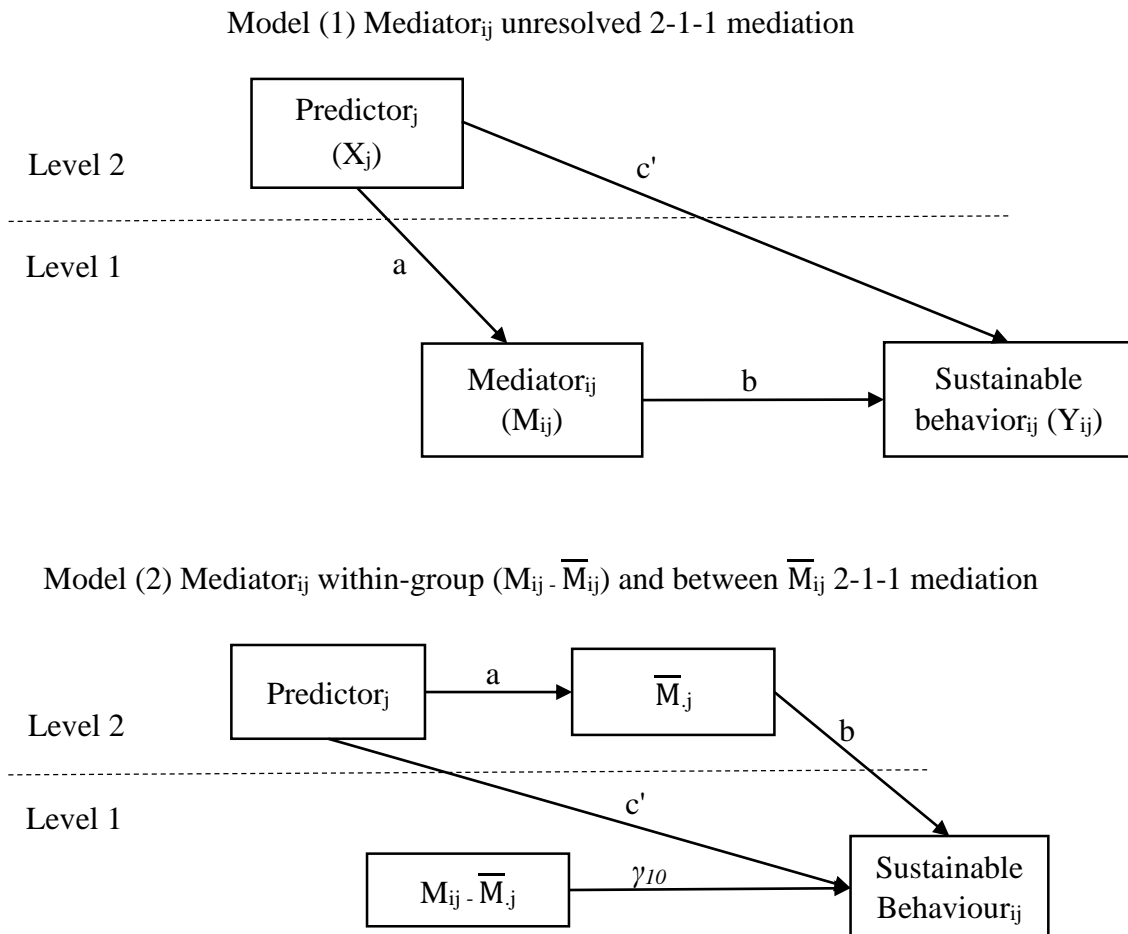 Model (1) Mediatorij unresolved 2-1-1 mediation
Predictorj
(Xj)
Level 2
c'
Level 1
a
Mediatorij
(Mij)
b
Sustainable
behaviorij (Yij)
Model (2) Mediatorij within-group (Mij - M̅ij) and between M̅ij 2-1-1 mediation
Predictorj
a
M̅.j
Level 2
b
Level 1
c'
Mij - M̅.j
γ10
Sustainable
Behaviourij